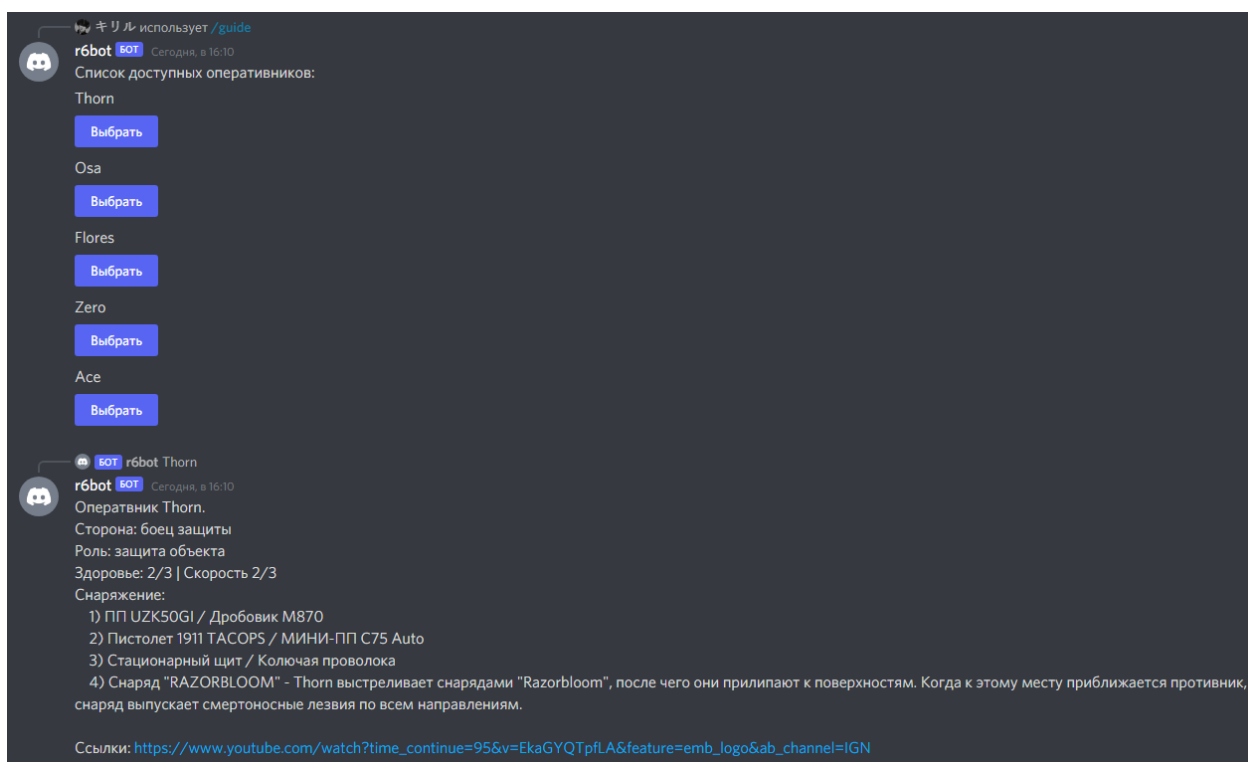 キリル использует /guide
r6bot БОТ Сегодня, в 16:10
Список доступных оперативников:
Thorn
Выбрать
Osa
Выбрать
Flores
Выбрать
Zero
Выбрать
Ace
Выбрать
БОТ r6bot Thorn
r6bot БОТ Сегодня, в 16:10
Оператвник Thorn.
Сторона: боец защиты
Роль: защита объекта
Здоровье: 2/3 | Скорость 2/3
Снаряжение:
1) ПП UZK50GI / Дробовик M870
2) Пистолет 1911 TACOPS / МИНИ-ПП C75 Auto
3) Стационарный щит / Колючая проволока
4) Снаряд "RAZORBLOOM" - Thorn выстреливает снарядами "Razorbloom", после чего они прилипают к поверхностям. Когда к этому месту приближается противник,
снаряд выпускает смертоносные лезвия по всем направлениям.
Ссылки: https://www.youtube.com/watch?time_continue=95&v=EkaGYQTpfLA&feature=emb_logo&ab_channel=IGN